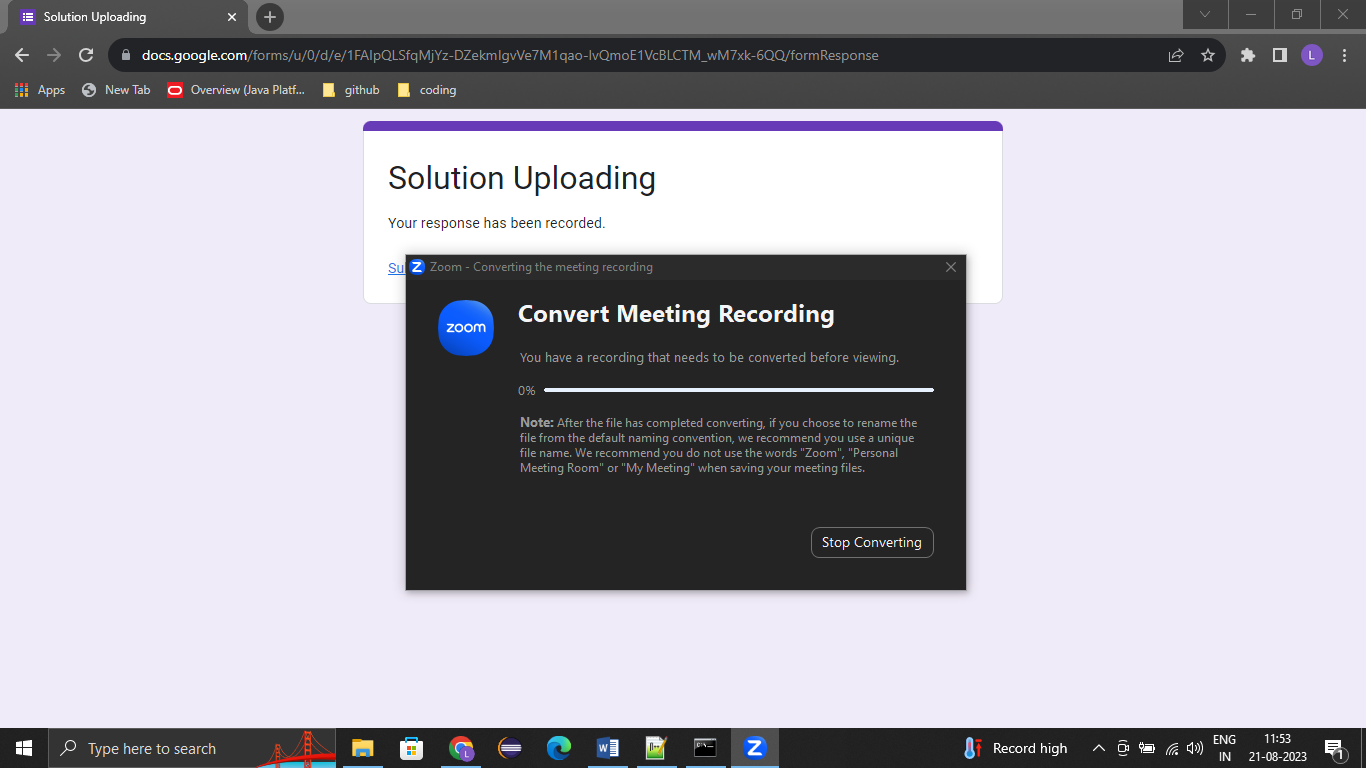 Solution Uploading
docs.google.com/forms/u/0/d/e/1FAIpQLSfqMjYz-DZekmIgvVe7M1qao-IvQmoE1VcBLCTM_wM7xk-6QQ/formResponse
L
Apps New Tab Overview (Java Platf... github coding
Solution Uploading
Your response has been recorded.
Su
Zoom - Converting the meeting recording
zoom
Convert Meeting Recording
You have a recording that needs to be converted before viewing.
0%
Note: After the file has completed converting, if you choose to rename the
file from the default naming convention, we recommend you use a unique
file name. We recommend you do not use the words "Zoom", "Personal
Meeting Room" or "My Meeting" when saving your meeting files.
Stop Converting
Type here to search
Record high
ENG
IN
11:53
21-08-2023
1